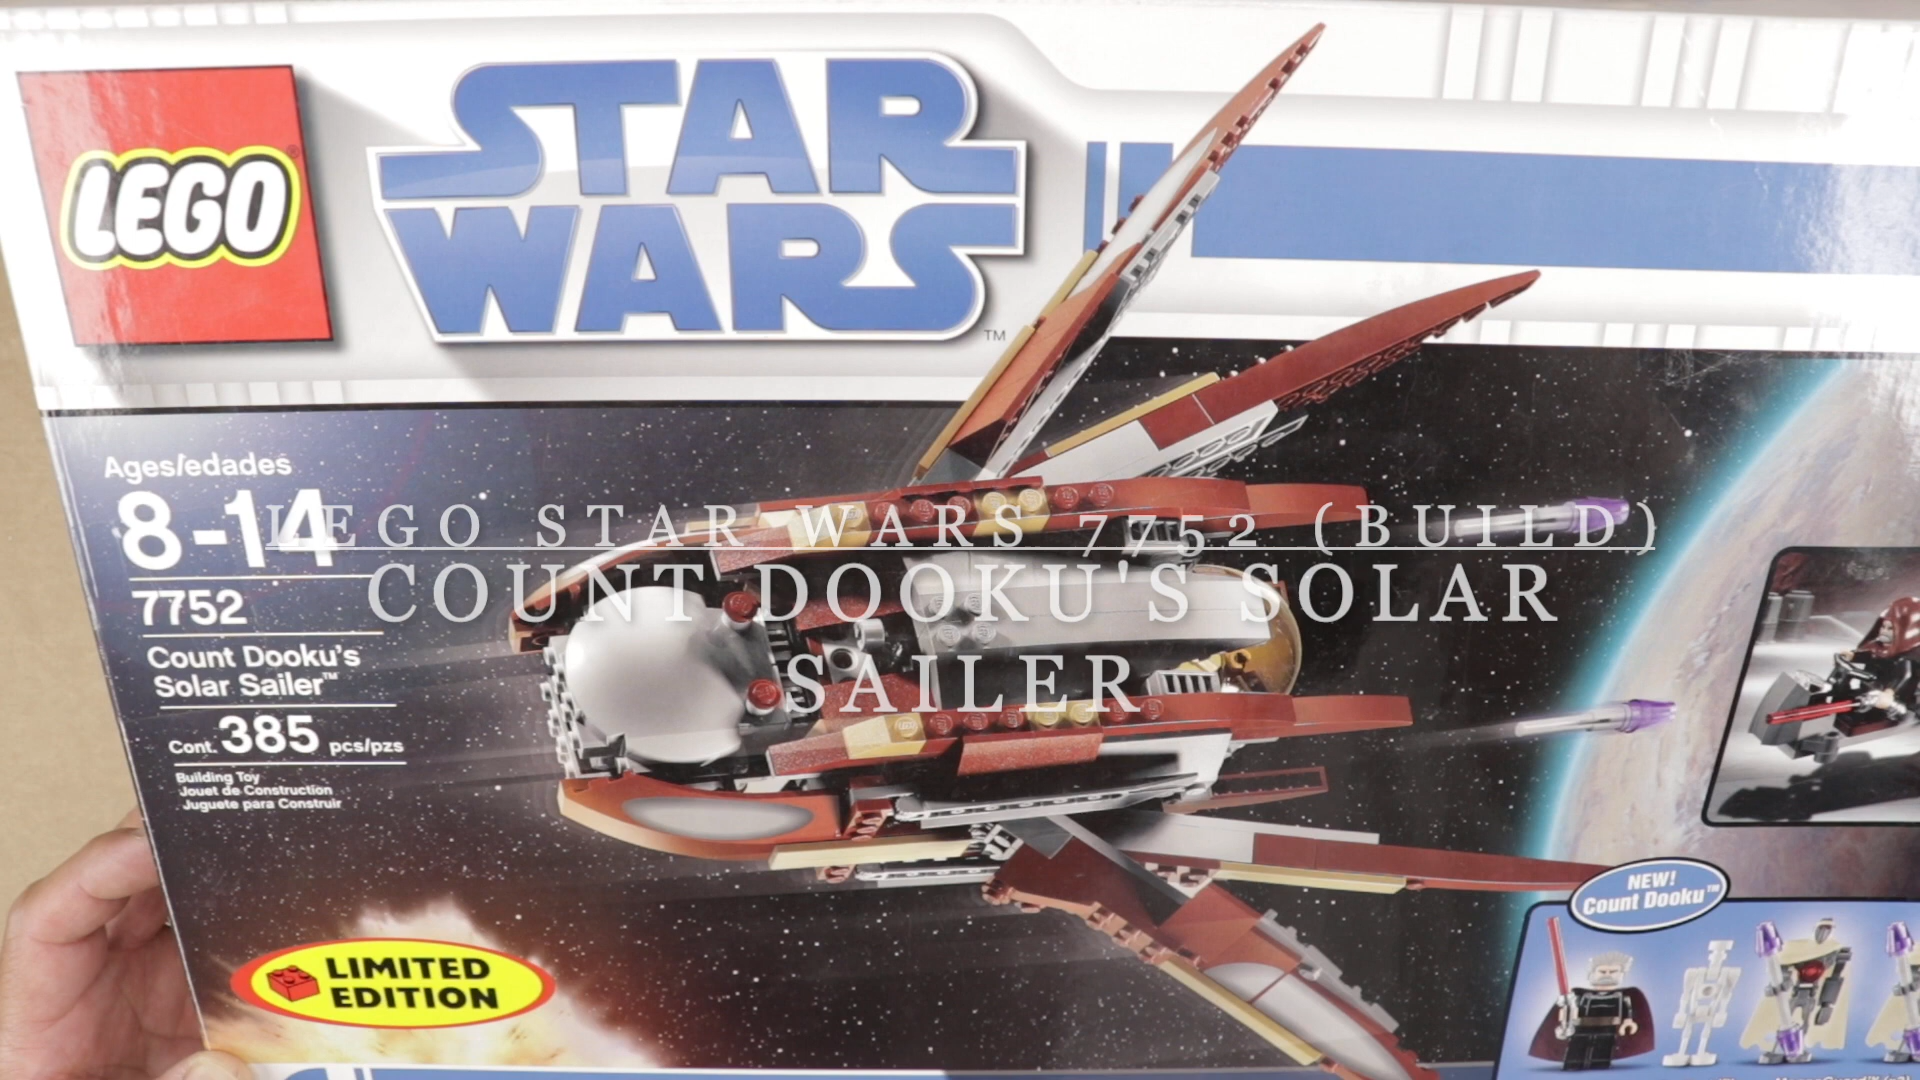 LEGO
®
STAR
WARS
TM
Ages/edades
8-14
7752
Count Dooku's
Solar Sailer™
Cont. 385 pcs/pzs
Building Toy
Jouet de Construction
Juguete para Construir
LEGO STAR WARS 7752 (BUILD)
COUNT DOOKU'S SOLAR
SAILER
LIMITED
EDITION
NEW!
Count Dooku™